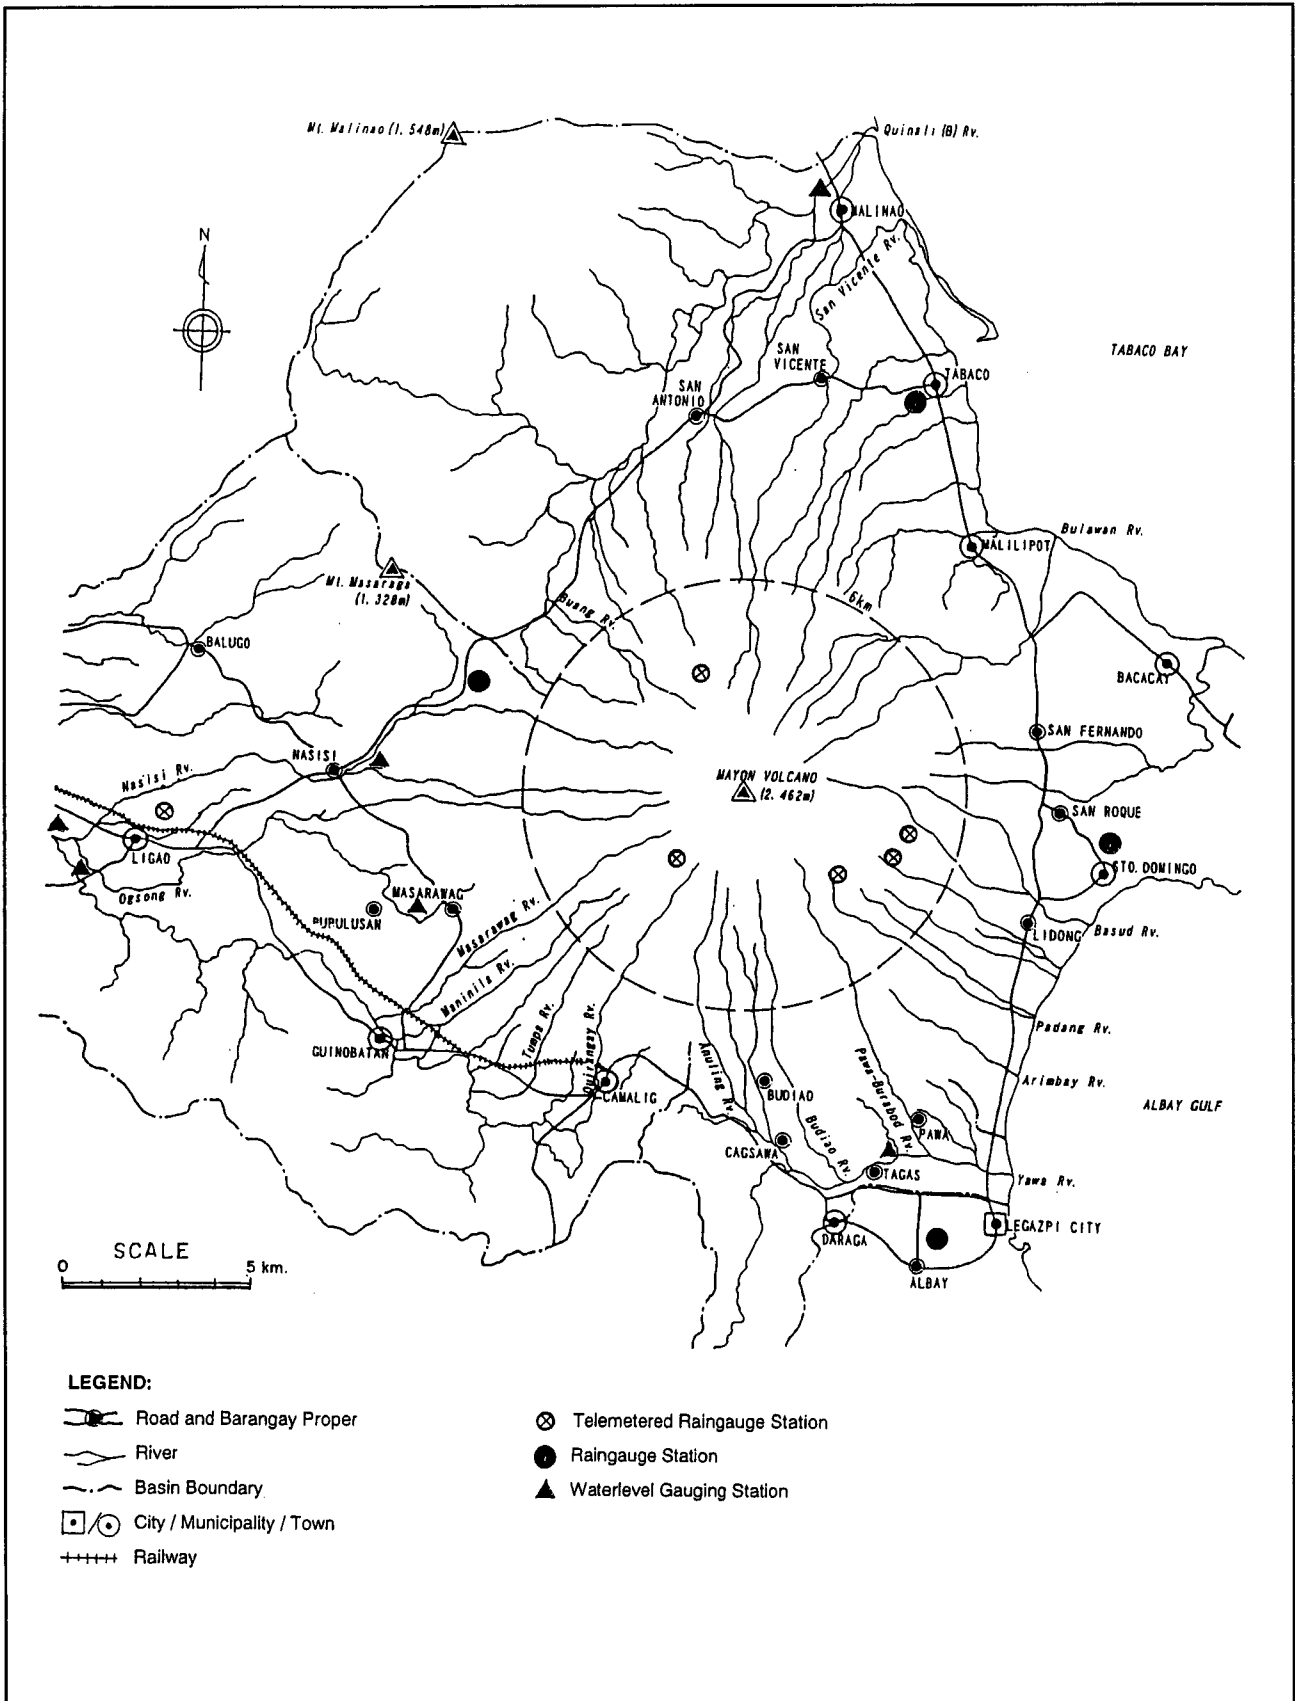 Mt. Malinao (1. 548m)
Quinali (B) Rv.
MALINAO
N
San Vicente Rv.
TABACO BAY
SAN
VICENTE
TABACO
SAN
ANTONIO
Bulawan Rv.
MALILIPOT
Mt. Masaraga
(1. 328m)
Buang Rv.
6km
BALUGO
BACACAY
SAN FERNANDO
NASISI
Nasisi Rv.
MAYON VOLCANO
(2. 462m)
SAN ROQUE
LIGAO
STO. DOMINGO
Ogsong Rv.
MASARAWAG
PURULUSAN
Masarawag Rv.
LIDONG
Basud Rv.
Maninila Rv.
Tumpa Rv.
Quirangay Rv.
Padang Rv.
GUINOBATAN
Anuling Rv.
Pawa-Burabod Rv.
Arimbay Rv.
CAMALIG
BUDIAO
ALBAY GULF
Budiao Rv.
PAWA
CAGSAWA
TAGAS
Yawa Rv.
LEGAZPI CITY
DARAGA
ALBAY
SCALE
0 5 km.
LEGEND:
Road and Barangay Proper
River
Basin Boundary
City / Municipality / Town
Railway
Telemetered Raingauge Station
Raingauge Station
Waterlevel Gauging Station